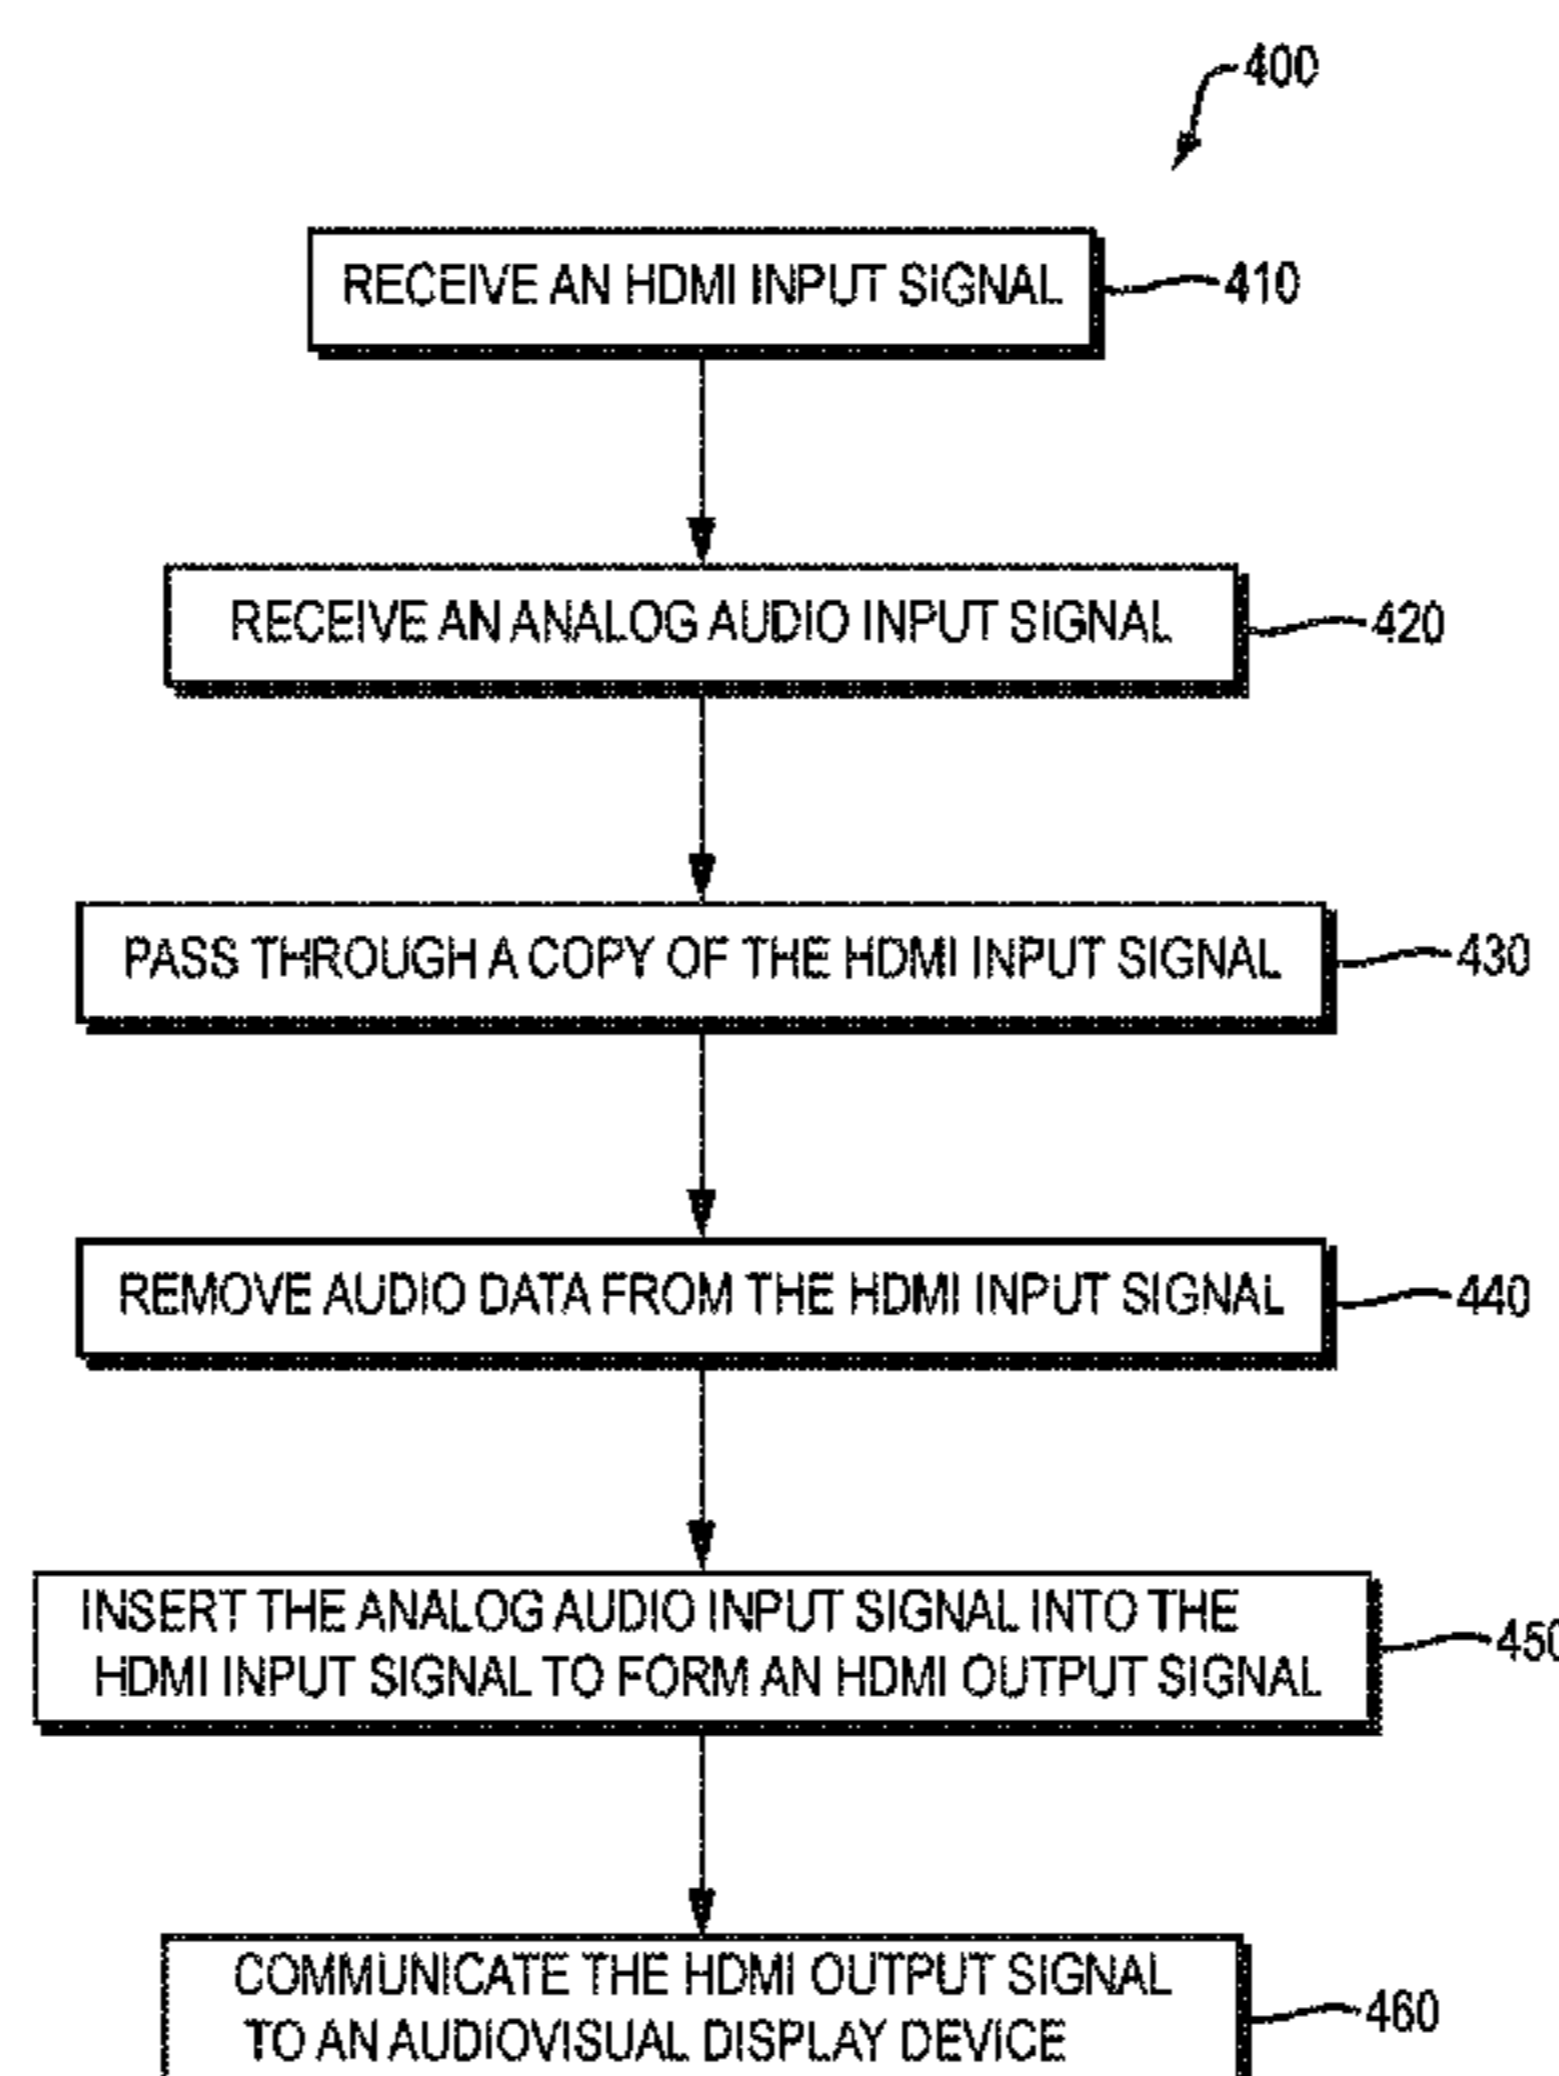 400
RECEIVE AN HDMI INPUT SIGNAL
410
RECEIVE AN ANALOG AUDIO INPUT SIGNAL
420
PASS THROUGH A COPY OF THE HDMI INPUT SIGNAL
430
REMOVE AUDIO DATA FROM THE HDMI INPUT SIGNAL
440
INSERT THE ANALOG AUDIO INPUT SIGNAL INTO THE
HDMI INPUT SIGNAL TO FORM AN HDMI OUTPUT SIGNAL
450
COMMUNICATE THE HDMI OUTPUT SIGNAL
TO AN AUDIOVISUAL DISPLAY DEVICE
460